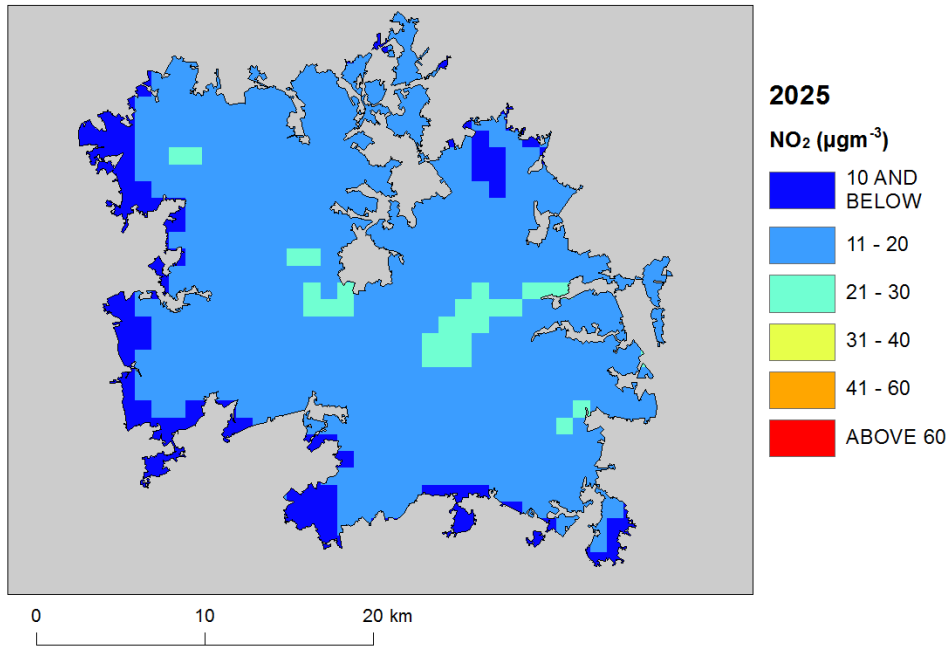 2025
NO₂ (µgm⁻³)
10 AND
BELOW
11 - 20
21 - 30
31 - 40
41 - 60
ABOVE 60
0 10 20 km